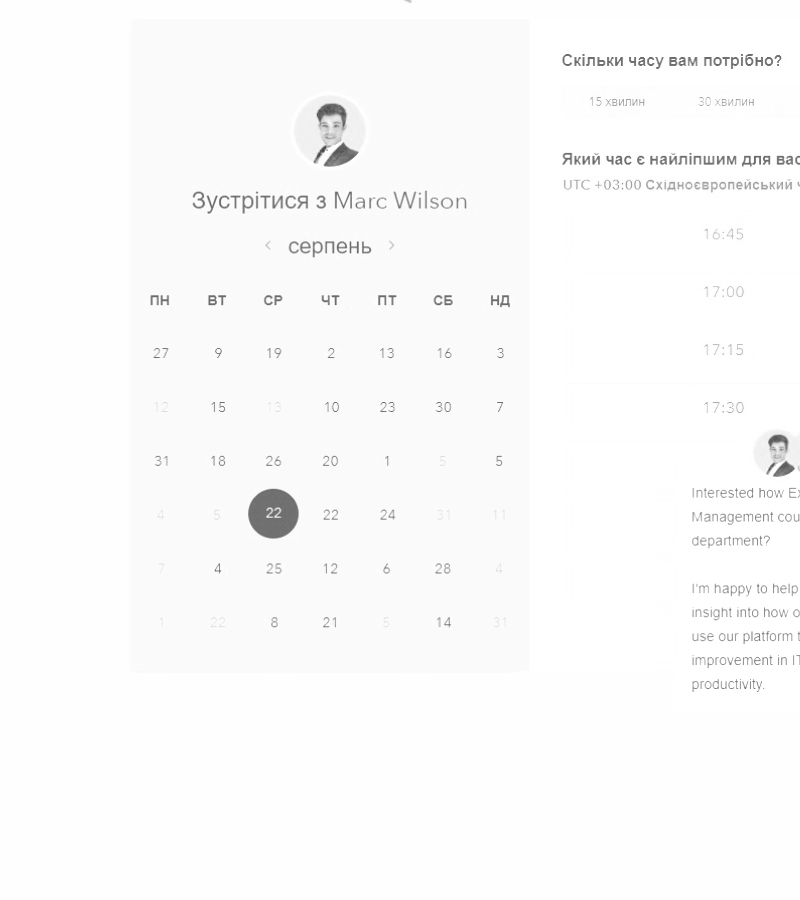 Зустрітися з Marc Wilson
серпень
ПН ВТ СР ЧТ ПТ СБ НД
27 9 19 2 13 16 3
12 15 13 10 23 30 7
31 18 26 20 1 5 5
4 5 22 22 24 31 11
7 4 25 12 6 28 4
1 22 8 21 5 14 31
Скільки часу вам потрібно?
15 хвилин 30 хвилин
Який час є найліпшим для вас
UTC +03:00 Східноєвропейський ч
16:45
17:00
17:15
17:30
Interested how Ex
Management cou
department?
I'm happy to help
insight into how o
use our platform t
improvement in IT
productivity.